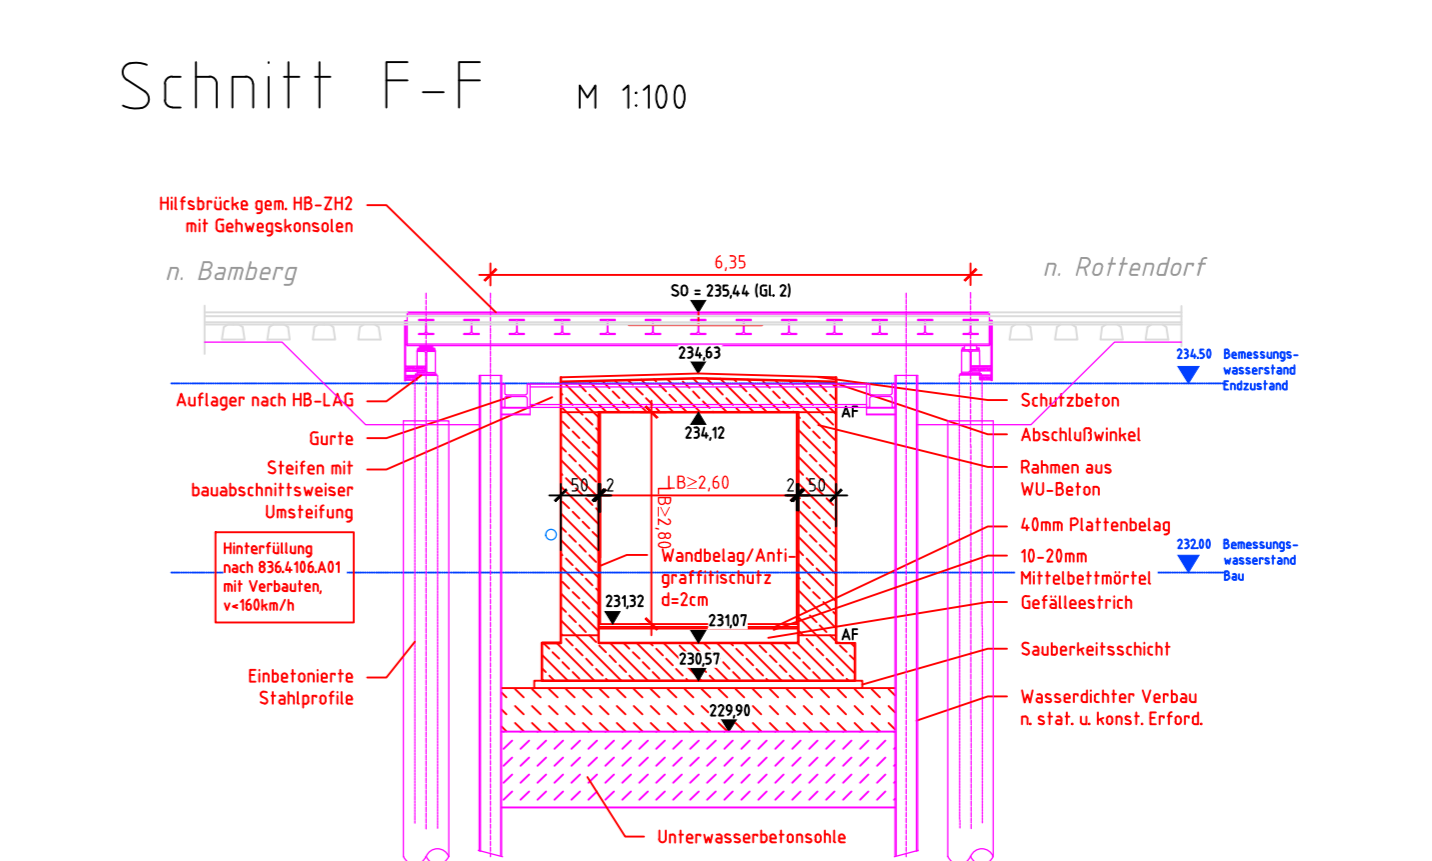 Schnitt F-F M 1:100
Hilfsbrücke gem. HB-ZH2
mit Gehwegskonsolen
n. Bamberg
n. Rottendorf
6,35
SO = 235,44 (Gl. 2)
234,63
234.50 Bemessungs-
wasserstand
Endzustand
Auflager nach HB-LAG
Schutzbeton
AF
Gurte
234,12
Abschlußwinkel
Steifen mit
bauabschnittsweiser
Umsteifung
Rahmen aus
WU-Beton
50 2 LB≥2,60 2 50
LB≥2,80
40mm Plattenbelag
Hinterfüllung
nach 836.4106.A01
mit Verbauten,
v<160km/h
Wandbelag/Anti-
graffitischutz
d=2cm
10-20mm
Mittelbettmörtel
232.00 Bemessungs-
wasserstand
Bau
231,32
231,07
Gefälleestrich
AF
230,57
Sauberkeitsschicht
Einbetonierte
Stahlprofile
229,90
Wasserdichter Verbau
n. stat. u. konst. Erford.
Unterwasserbetonsohle